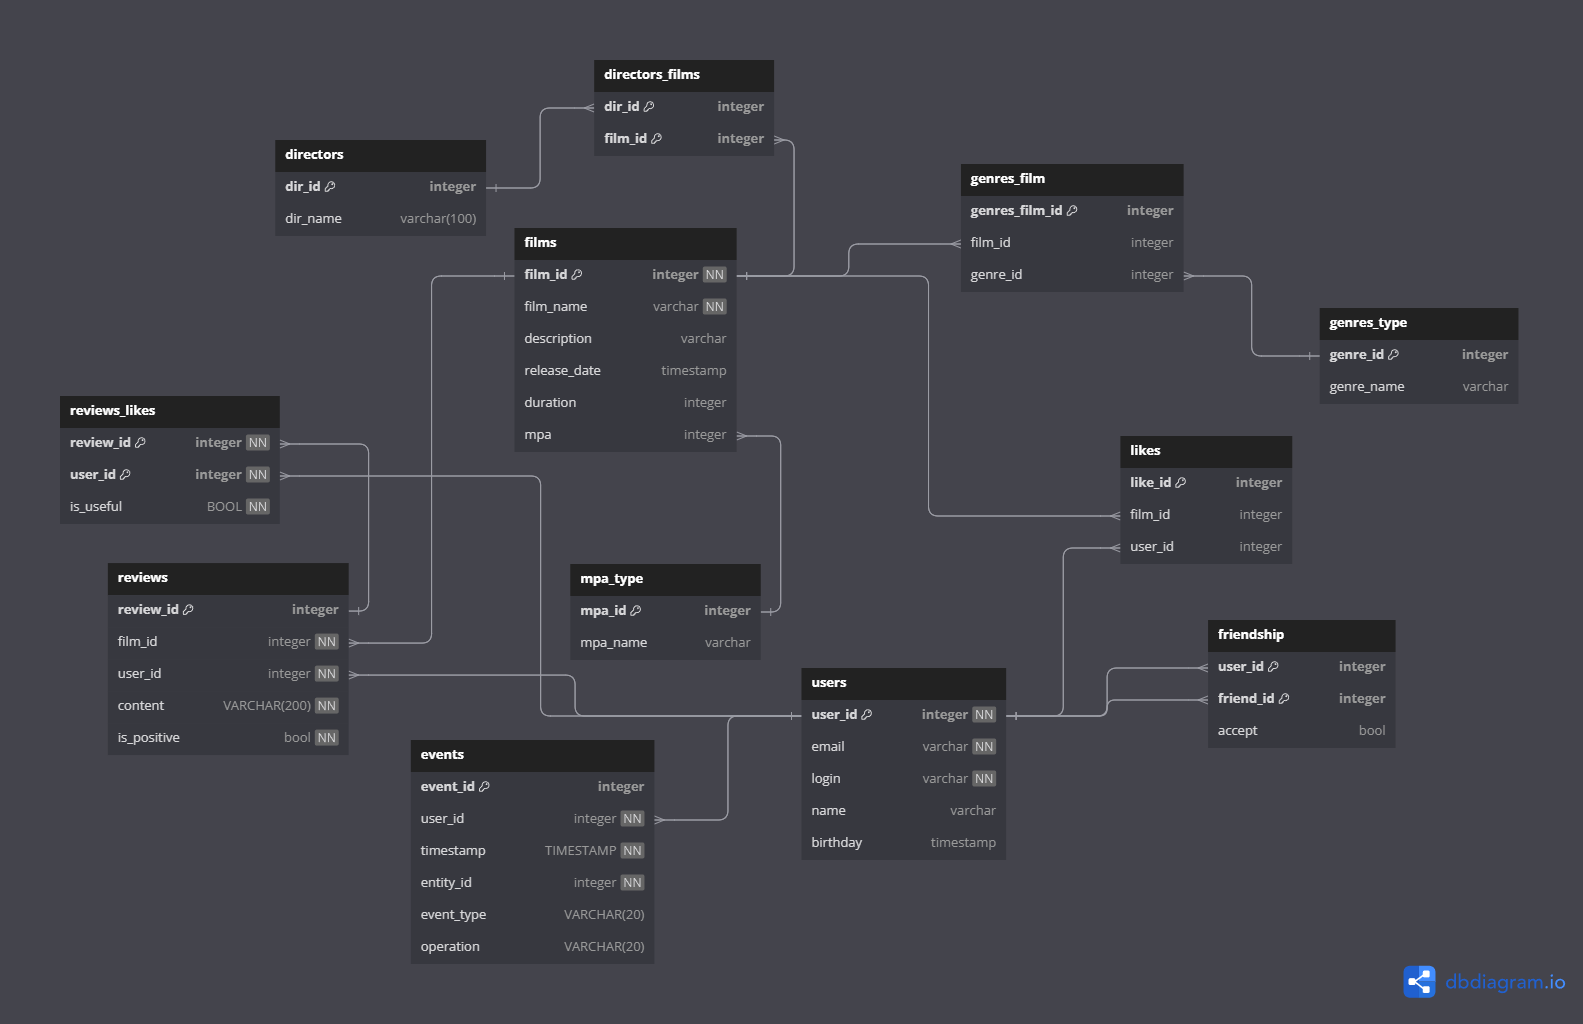 directors_films
dir_id integer
film_id integer
directors
dir_id integer
dir_name varchar(100)
genres_film
genres_film_id integer
film_id integer
genre_id integer
films
film_id integer NN
film_name varchar NN
description varchar
release_date timestamp
duration integer
mpa integer
genres_type
genre_id integer
genre_name varchar
reviews_likes
review_id integer NN
user_id integer NN
is_useful BOOL NN
likes
like_id integer
film_id integer
user_id integer
reviews
review_id integer
film_id integer NN
user_id integer NN
content VARCHAR(200) NN
is_positive bool NN
mpa_type
mpa_id integer
mpa_name varchar
friendship
user_id integer
friend_id integer
accept bool
users
user_id integer NN
email varchar NN
login varchar NN
name varchar
birthday timestamp
events
event_id integer
user_id integer NN
timestamp TIMESTAMP NN
entity_id integer NN
event_type VARCHAR(20)
operation VARCHAR(20)
dbdiagram.io